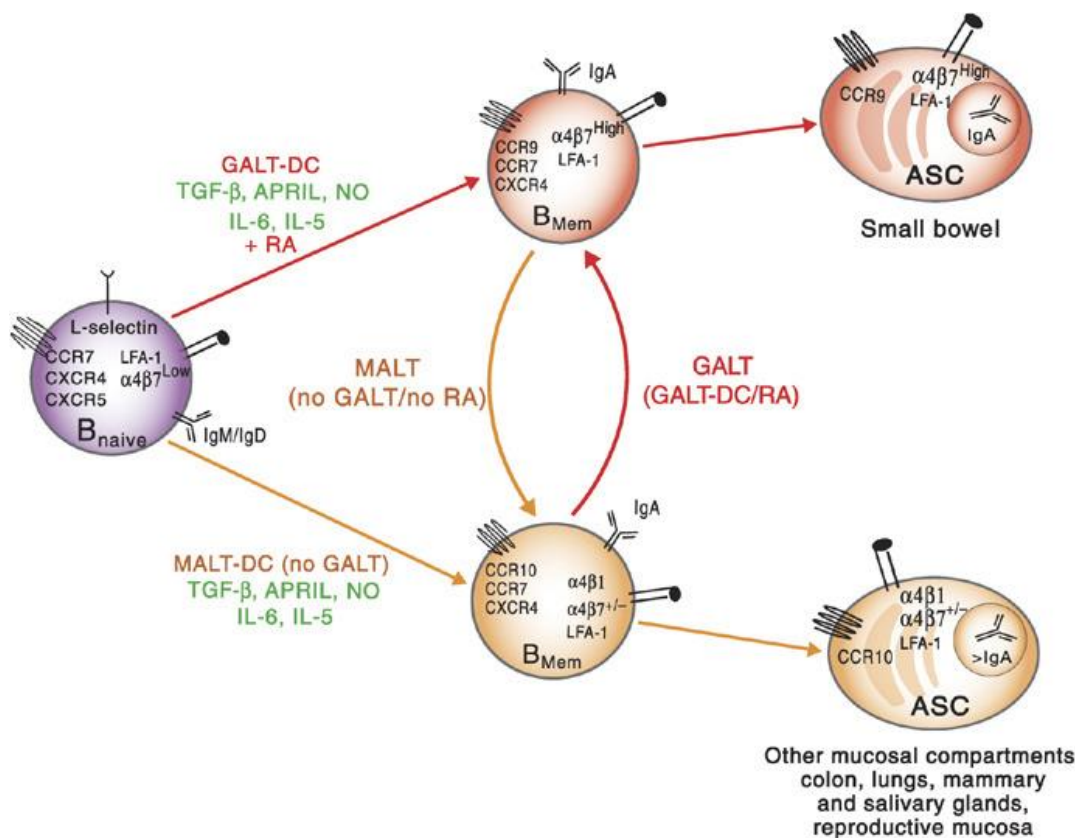 GALT-DC
TGF-β, APRIL, NO
IL-6, IL-5
+ RA
IgA
CCR9
CCR7
CXCR4
α4β7High
LFA-1
BMem
CCR9
α4β7High
LFA-1
IgA
ASC
Small bowel
L-selectin
CCR7
CXCR4
CXCR5
LFA-1
α4β7Low
Bnaive
IgM/IgD
MALT
(no GALT/no RA)
GALT
(GALT-DC/RA)
MALT-DC (no GALT)
TGF-β, APRIL, NO
IL-6, IL-5
IgA
CCR10
CCR7
CXCR4
α4β1
α4β7+/–
LFA-1
BMem
α4β1
α4β7+/–
LFA-1
CCR10
>IgA
ASC
Other mucosal compartments
colon, lungs, mammary
and salivary glands,
reproductive mucosa